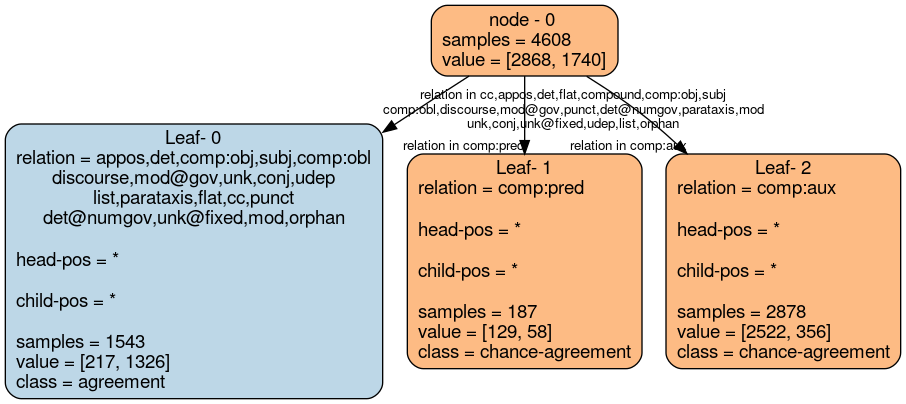 node - 0
samples = 4608
value = [2868, 1740]
relation in cc,appos,det,flat,compound,comp:obj,subj
comp:obl,discourse,mod@gov,punct,det@numgov,parataxis,mod
unk,conj,unk@fixed,udep,list,orphan
relation in comp:pred
relation in comp:aux
Leaf- 0
relation = appos,det,comp:obj,subj,comp:obl
discourse,mod@gov,unk,conj,udep
list,parataxis,flat,cc,punct
det@numgov,unk@fixed,mod,orphan
head-pos = *
child-pos = *
samples = 1543
value = [217, 1326]
class = agreement
Leaf- 1
relation = comp:pred
head-pos = *
child-pos = *
samples = 187
value = [129, 58]
class = chance-agreement
Leaf- 2
relation = comp:aux
head-pos = *
child-pos = *
samples = 2878
value = [2522, 356]
class = chance-agreement